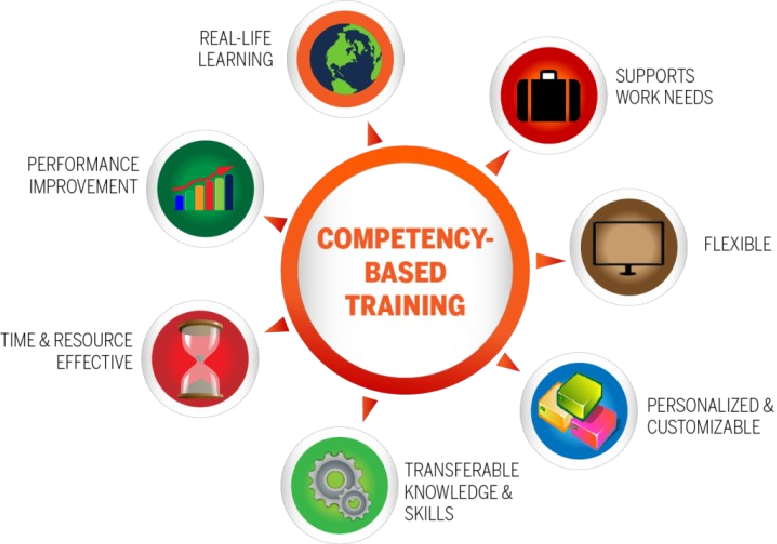 REAL-LIFE
LEARNING
SUPPORTS
WORK NEEDS
PERFORMANCE
IMPROVEMENT
COMPETENCY-
BASED
TRAINING
FLEXIBLE
TIME & RESOURCE
EFFECTIVE
PERSONALIZED &
CUSTOMIZABLE
TRANSFERABLE
KNOWLEDGE &
SKILLS